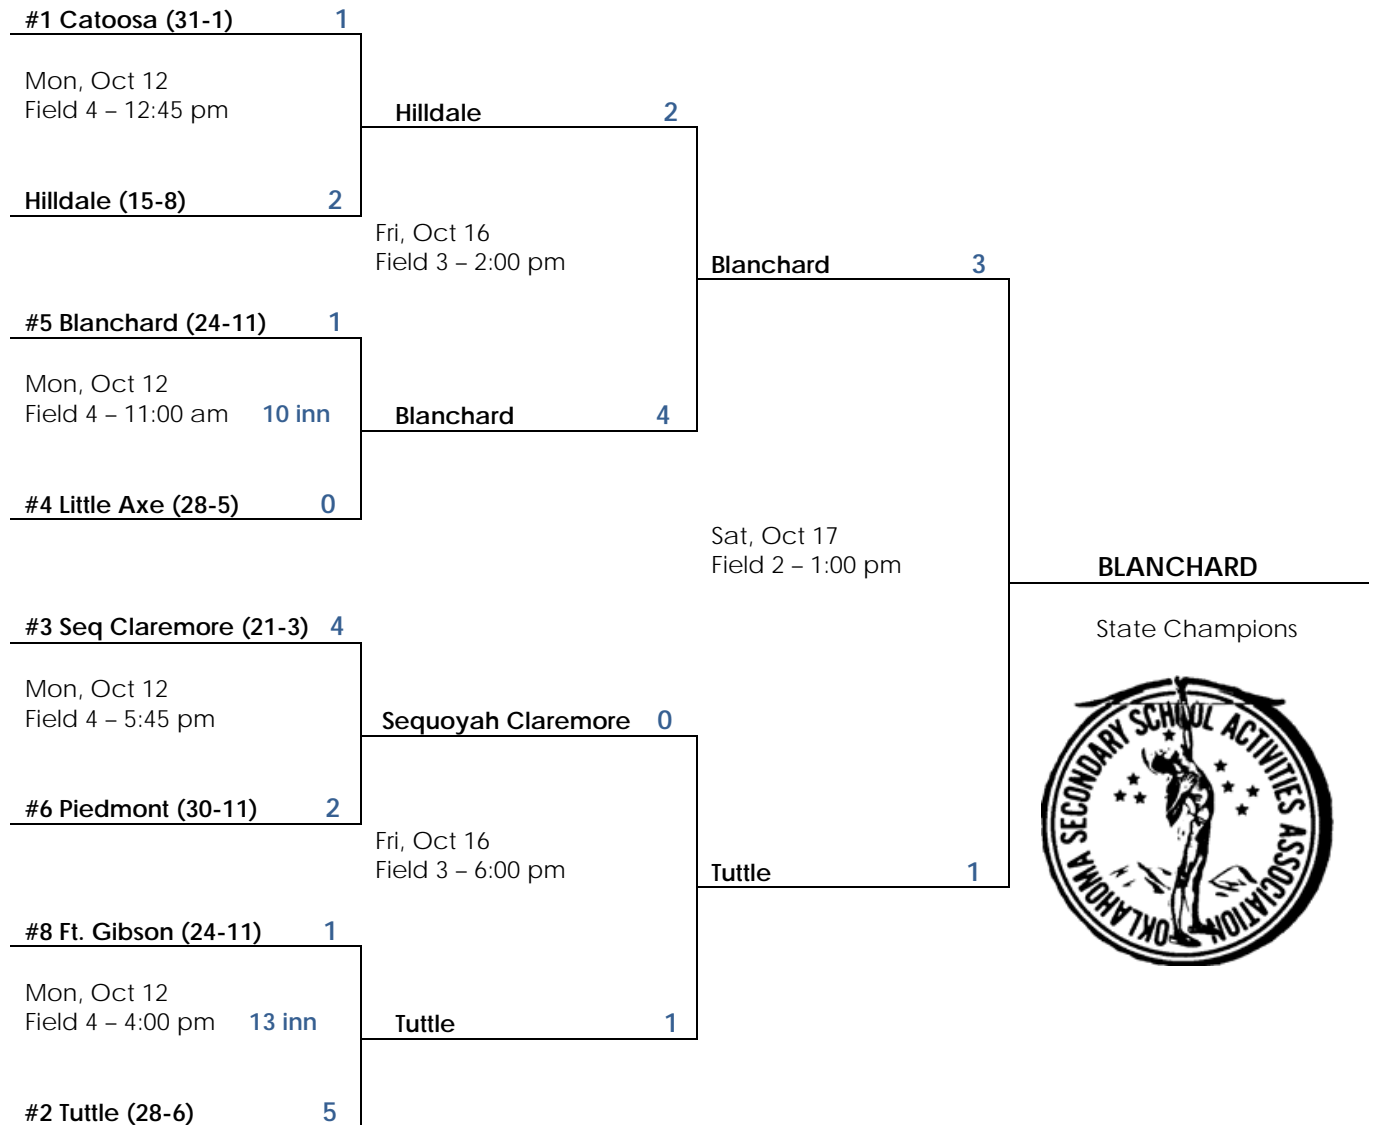 #1 Catoosa (31-1) 1
Mon, Oct 12
Field 4 – 12:45 pm
Hilldale 2
Hilldale (15-8) 2
Fri, Oct 16
Field 3 – 2:00 pm
Blanchard 3
#5 Blanchard (24-11) 1
Mon, Oct 12
Field 4 – 11:00 am 10 inn
Blanchard 4
#4 Little Axe (28-5) 0
Sat, Oct 17
Field 2 – 1:00 pm
BLANCHARD
State Champions
OKLAHOMA SECONDARY SCHOOL ACTIVITIES ASSOCIATION
#3 Seq Claremore (21-3) 4
Mon, Oct 12
Field 4 – 5:45 pm
Sequoyah Claremore 0
#6 Piedmont (30-11) 2
Fri, Oct 16
Field 3 – 6:00 pm
Tuttle 1
#8 Ft. Gibson (24-11) 1
Mon, Oct 12
Field 4 – 4:00 pm 13 inn
Tuttle 1
#2 Tuttle (28-6) 5